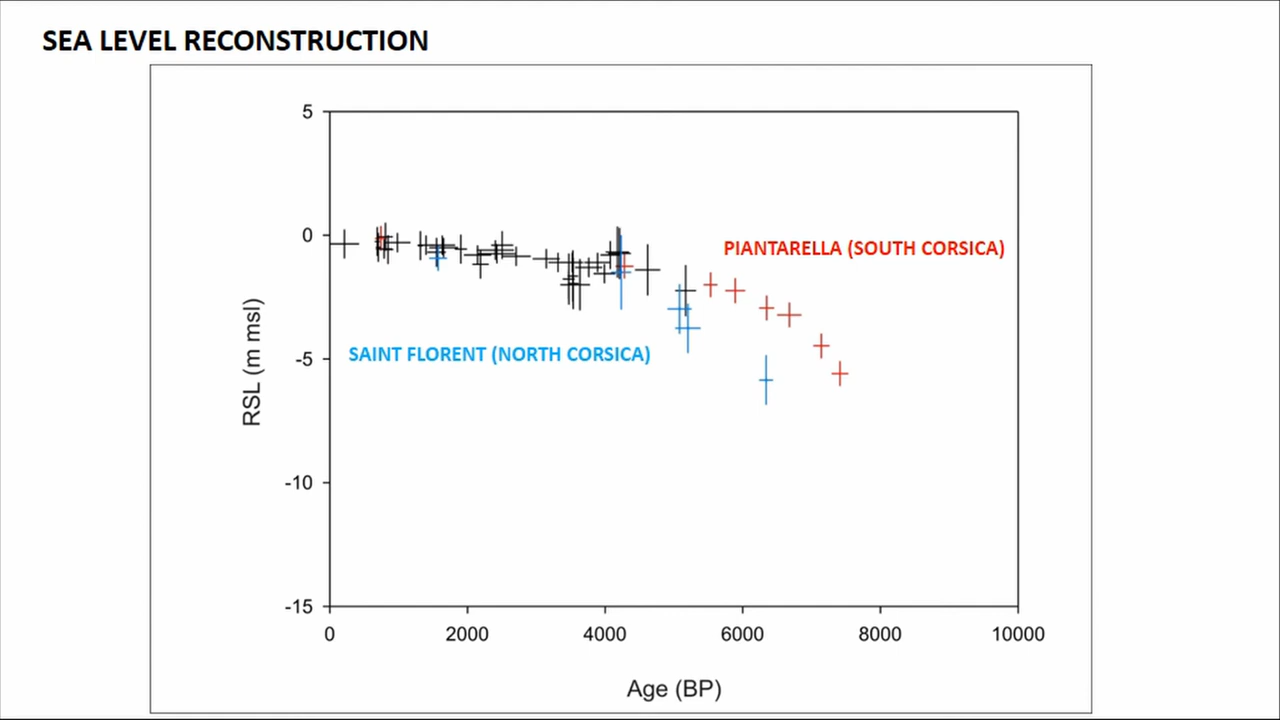 SEA LEVEL RECONSTRUCTION
5
0
-5
-10
-15
RSL (m msl)
PIANTARELLA (SOUTH CORSICA)
SAINT FLORENT (NORTH CORSICA)
0 2000 4000 6000 8000 10000
Age (BP)